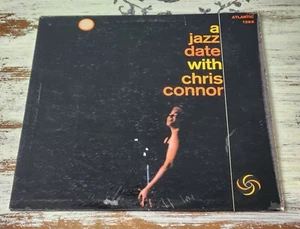 a
jazz
date
with
chris
connor
ATLANTIC
1286